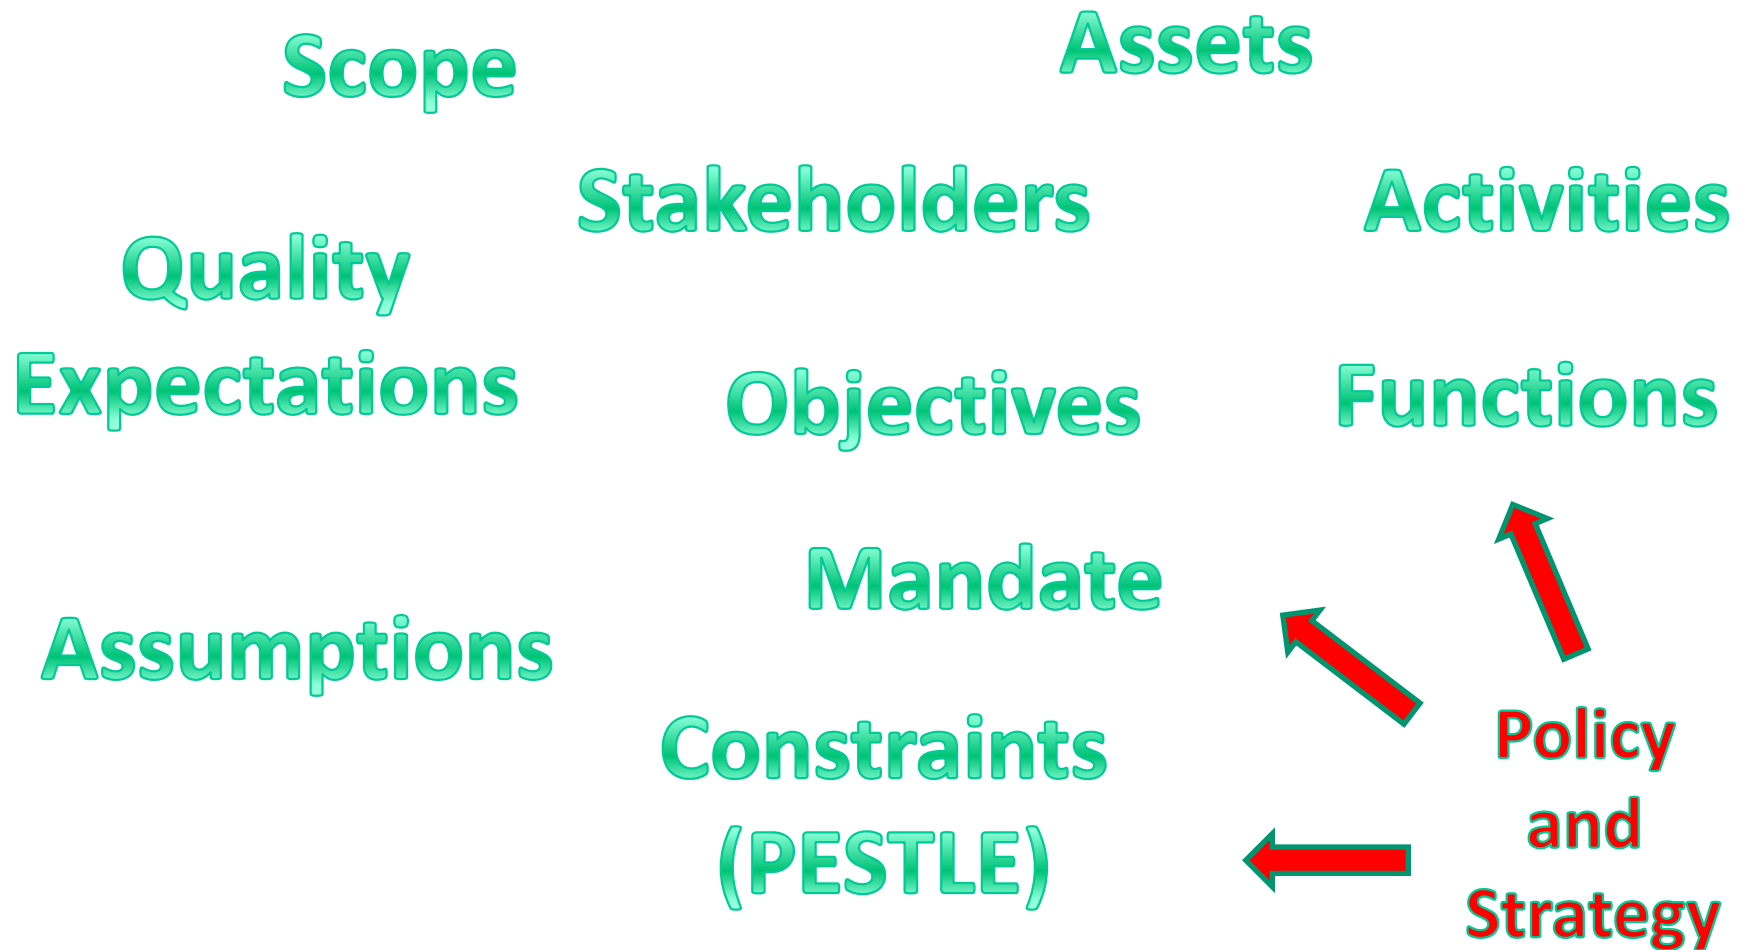 Scope
Assets
Stakeholders
Activities
Quality
Expectations
Objectives
Functions
Mandate
Assumptions
Constraints
(PESTLE)
Policy
and
Strategy